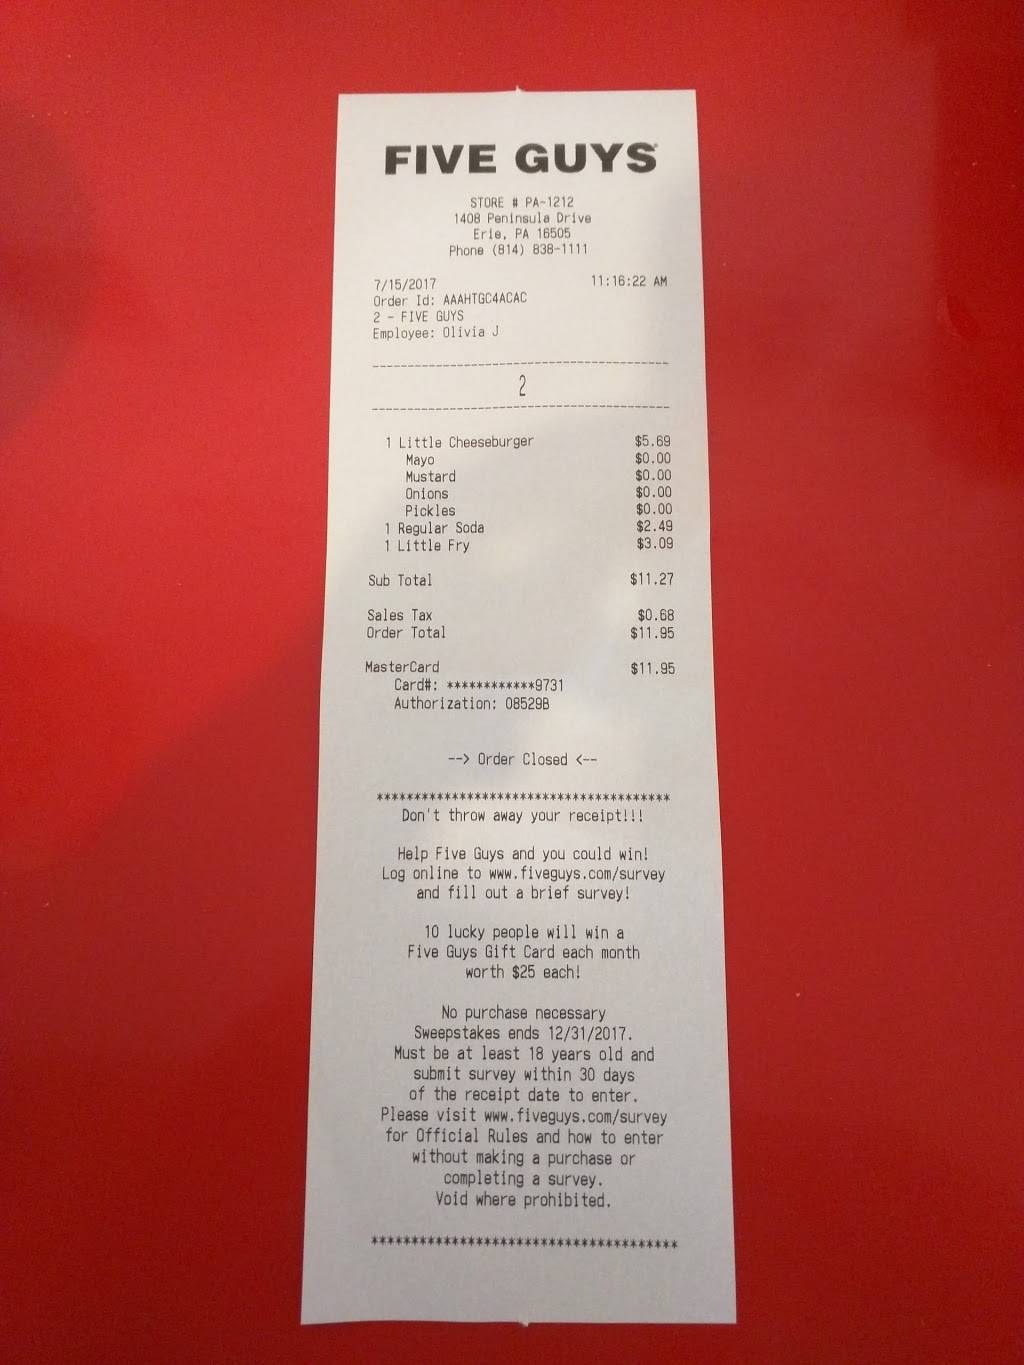 FIVE GUYS
STORE # PA-1212
1408 Peninsula Drive
Erie, PA 16505
Phone (814) 838-1111
7/15/2017 11:16:22 AM
Order Id: AAAHTGC4ACAC
2 - FIVE GUYS
Employee: Olivia J
----------------------------------------
2
----------------------------------------
1 Little Cheeseburger $5.69
Mayo $0.00
Mustard $0.00
Onions $0.00
Pickles $0.00
1 Regular Soda $2.49
1 Little Fry $3.09
Sub Total $11.27
Sales Tax $0.68
Order Total $11.95
MasterCard $11.95
Card#: ************9731
Authorization: 08529B
--> Order Closed <--
****************************************
Don't throw away your receipt!!!
Help Five Guys and you could win!
Log online to www.fiveguys.com/survey
and fill out a brief survey!
10 lucky people will win a
Five Guys Gift Card each month
worth $25 each!
No purchase necessary
Sweepstakes ends 12/31/2017.
Must be at least 18 years old and
submit survey within 30 days
of the receipt date to enter.
Please visit www.fiveguys.com/survey
for Official Rules and how to enter
without making a purchase or
completing a survey.
Void where prohibited.
****************************************